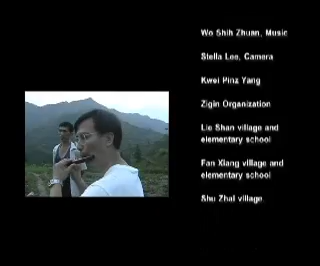 Wo Shih Zhuan, Music
Stella Lee, Camera
Kwei Pinz Yang
Zigin Organization
Lie Shan village and
elementary school
Fan Xiang village and
elementary school
Shu Zhai village